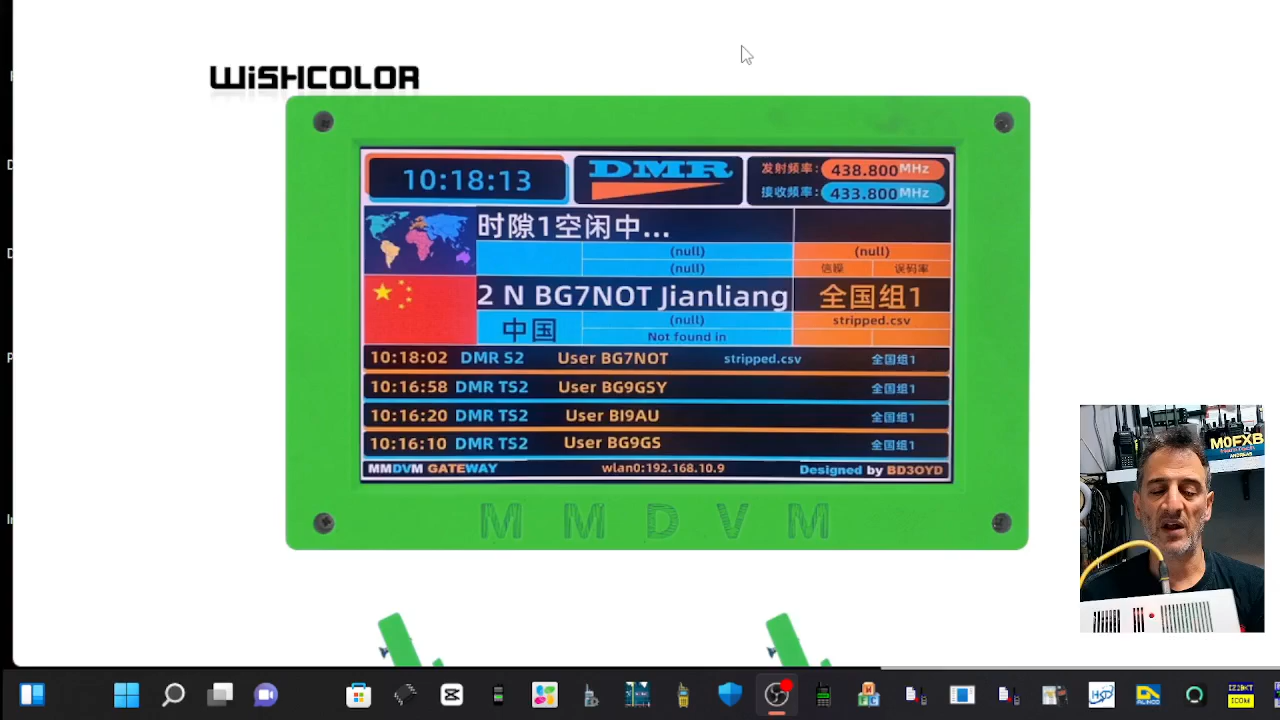 WiSHCOLOR
10:18:13
DMR
发射频率: 438.800MHz
接收频率: 433.800MHz
时隙1空闲中...
(null)
(null)
(null)
信噪 误码率
2 N BG7NOT Jianliang
全国组1
中国
(null)
stripped.csv
Not found in
10:18:02 DMR S2 User BG7NOT stripped.csv 全国组1
10:16:58 DMR TS2 User BG9GSY 全国组1
10:16:20 DMR TS2 User BI9AU 全国组1
10:16:10 DMR TS2 User BG9GS 全国组1
MMDVM GATEWAY wlan0:192.168.10.9 Designed by BD3OYD
M M D V M
M0FXB
ANDREAS
IZ2BKT
ICOM
ALINCO